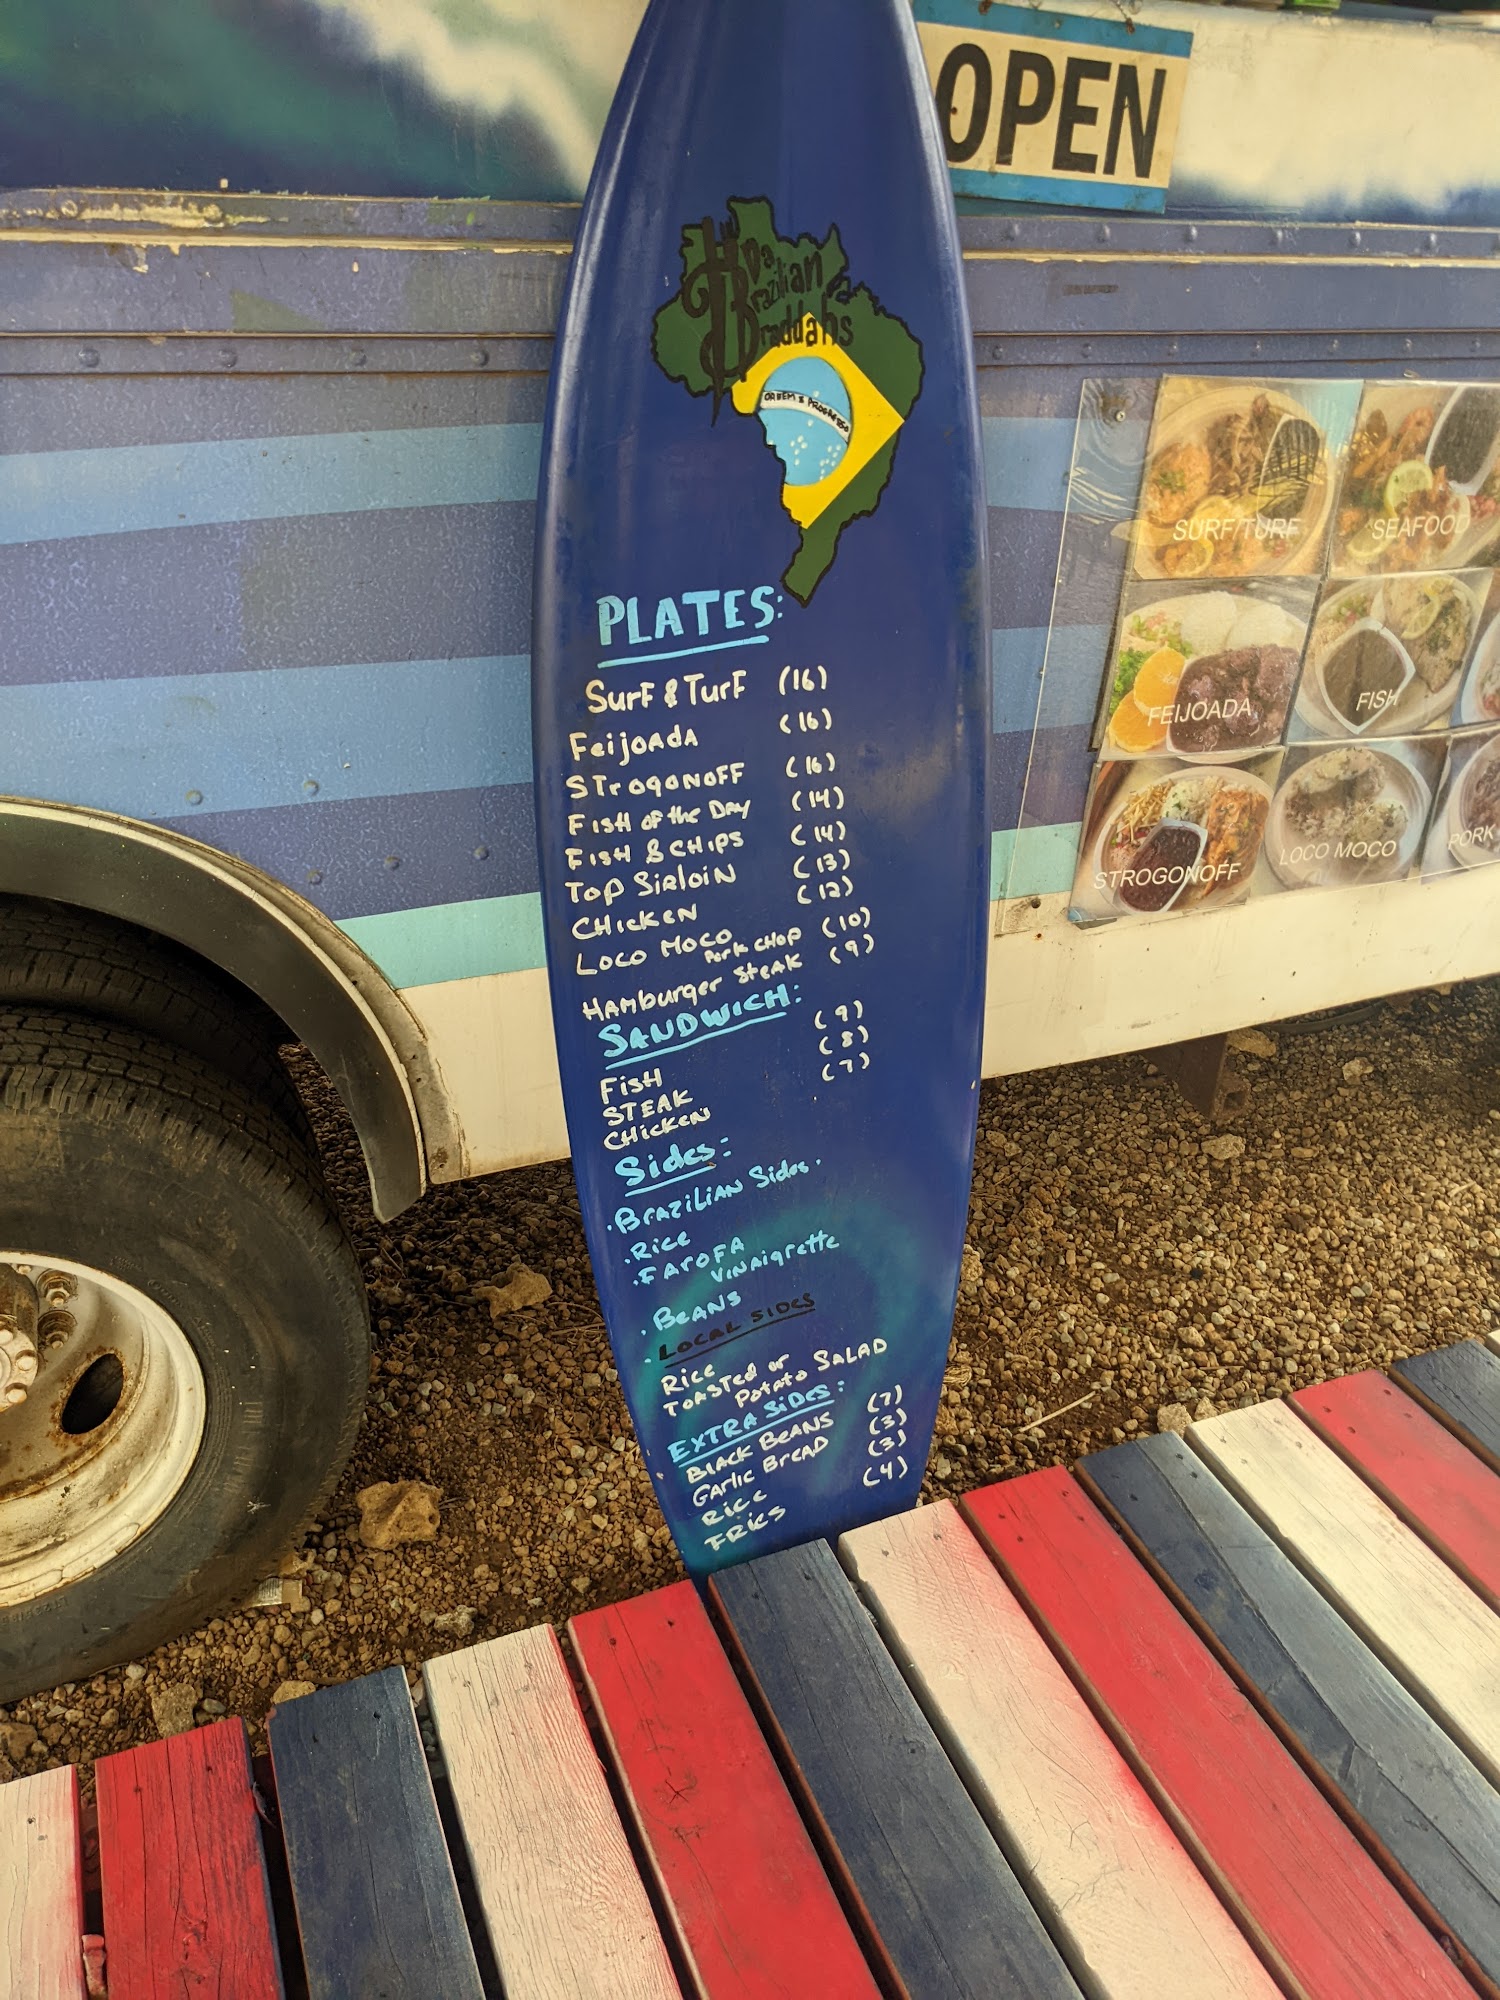 OPEN
Da
Brazilian
Braddahs
ORDEM E PROGRESSO
PLATES:
Surf & Turf (16)
Feijoada (16)
Strogonoff (16)
Fish of the Day (14)
Fish & Chips (14)
Top Sirloin (13)
Chicken (12)
Loco Moco (10)
Pork Chop
Hamburger Steak (9)
SANDWICH:
Fish (9)
Steak (8)
Chicken (7)
Sides:
.Brazilian Sides.
.Rice
.Farofa
Vinaigrette
.Beans
.Local Sides
Rice
Toasted or
Potato Salad
Extra Sides:
Black Beans (7)
Garlic Bread (3)
Rice (3)
Fries (4)
SURF/TURF
SEAFOOD
FEIJOADA
FISH
STROGONOFF
LOCO MOCO
PORK